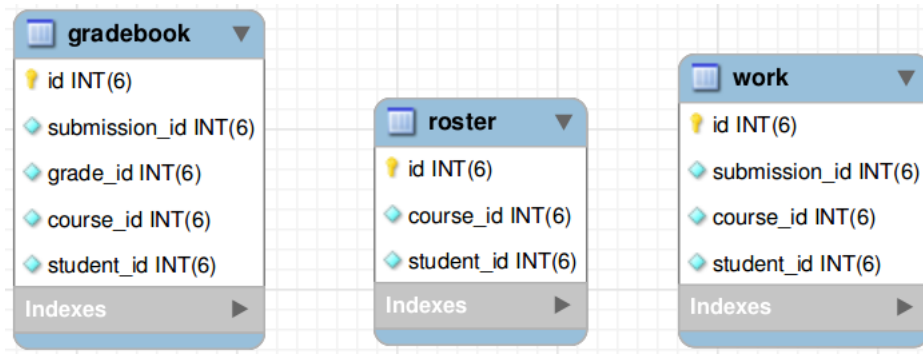 gradebook
id INT(6)
submission_id INT(6)
grade_id INT(6)
course_id INT(6)
student_id INT(6)
Indexes
roster
id INT(6)
course_id INT(6)
student_id INT(6)
Indexes
work
id INT(6)
submission_id INT(6)
course_id INT(6)
student_id INT(6)
Indexes